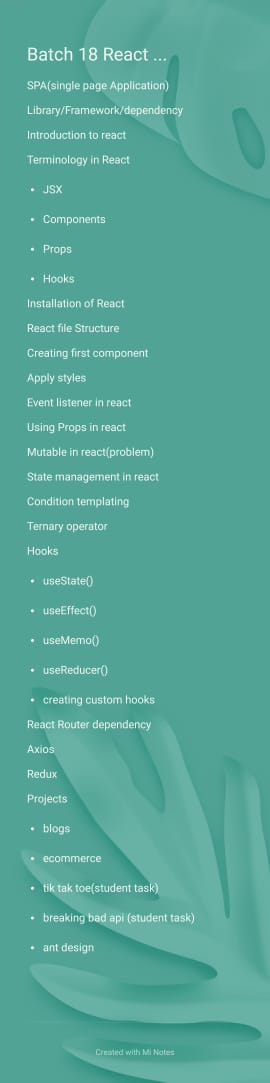 Batch 18 React ...
SPA(single page Application)
Library/Framework/dependency
Introduction to react
Terminology in React
• JSX
• Components
• Props
• Hooks
Installation of React
React file Structure
Creating first component
Apply styles
Event listener in react
Using Props in react
Mutable in react(problem)
State management in react
Condition templating
Ternary operator
Hooks
• useState()
• useEffect()
• useMemo()
• useReducer()
• creating custom hooks
React Router dependency
Axios
Redux
Projects
• blogs
• ecommerce
• tik tak toe(student task)
• breaking bad api (student task)
• ant design
Created with Mi Notes